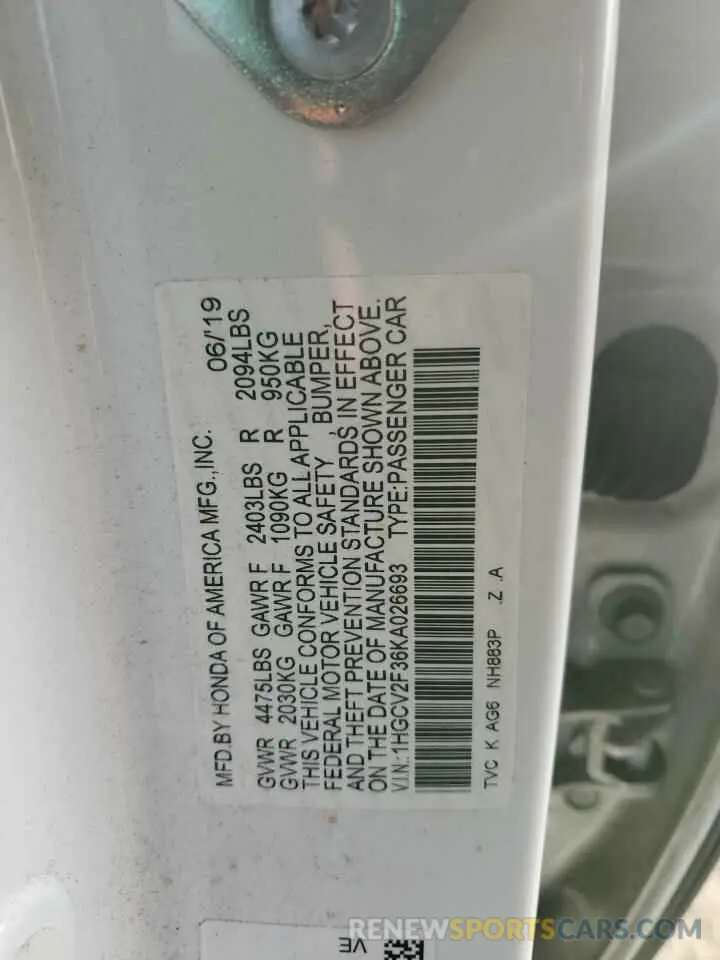 MFD.BY HONDA OF AMERICA MFG.,INC. 06/'19
GVWR 4475LBS GAWR F 2403LBS R 2094LBS
GVWR 2030KG GAWR F 1090KG R 950KG
THIS VEHICLE CONFORMS TO ALL APPLICABLE
FEDERAL MOTOR VEHICLE SAFETY, BUMPER,
AND THEFT PREVENTION STANDARDS IN EFFECT
ON THE DATE OF MANUFACTURE SHOWN ABOVE.
V.I.N.:1HGCV2F36KA026693 TYPE:PASSENGER CAR
TVC K AG6 NH883P .Z .A
VE
RENEWSPORTSCARS.COM